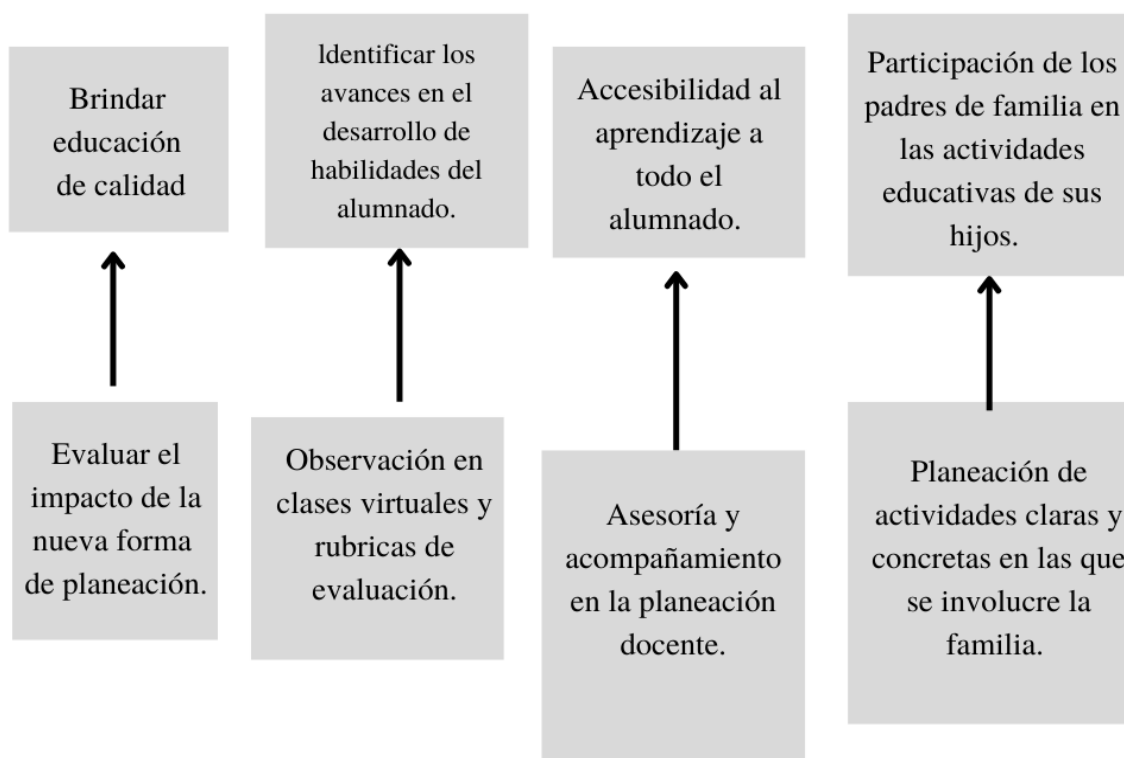 Brindar
educación
de calidad
Identificar los
avances en el
desarrollo de
habilidades del
alumnado.
Accesibilidad al
aprendizaje a
todo el
alumnado.
Participación de los
padres de familia en
las actividades
educativas de sus
hijos.
Evaluar el
impacto de la
nueva forma
de planeación.
Observación en
clases virtuales y
rubricas de
evaluación.
Asesoría y
acompañamiento
en la planeación
docente.
Planeación de
actividades claras y
concretas en las que
se involucre la
familia.